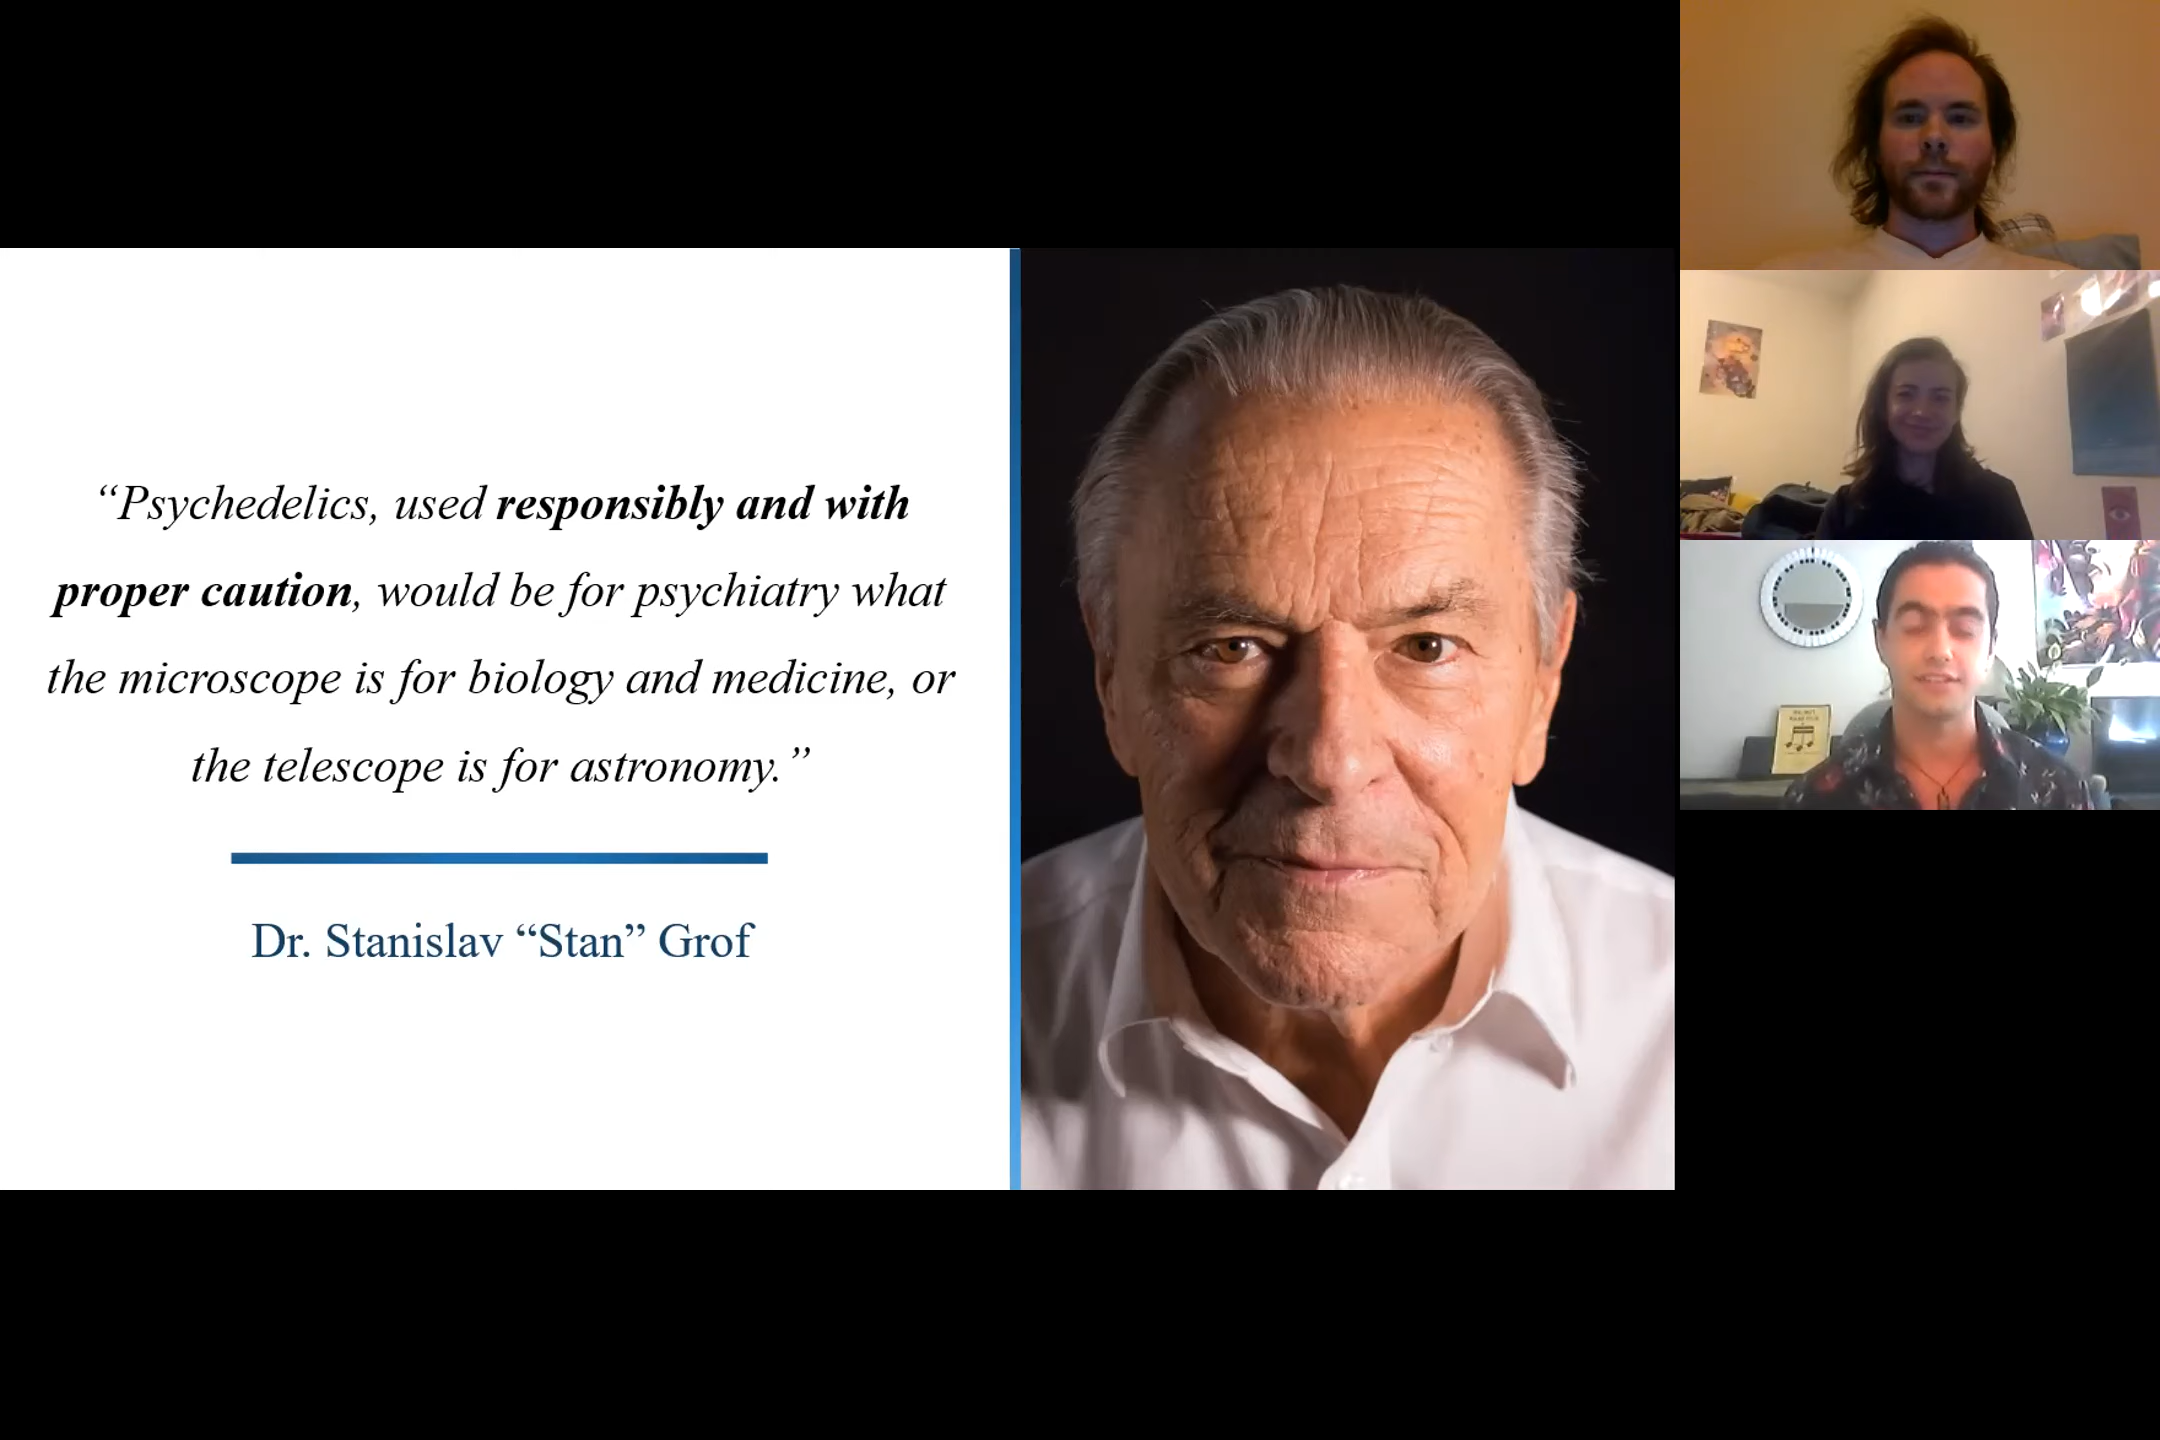 “Psychedelics, used responsibly and with
proper caution, would be for psychiatry what
the microscope is for biology and medicine, or
the telescope is for astronomy.”
Dr. Stanislav “Stan” Grof